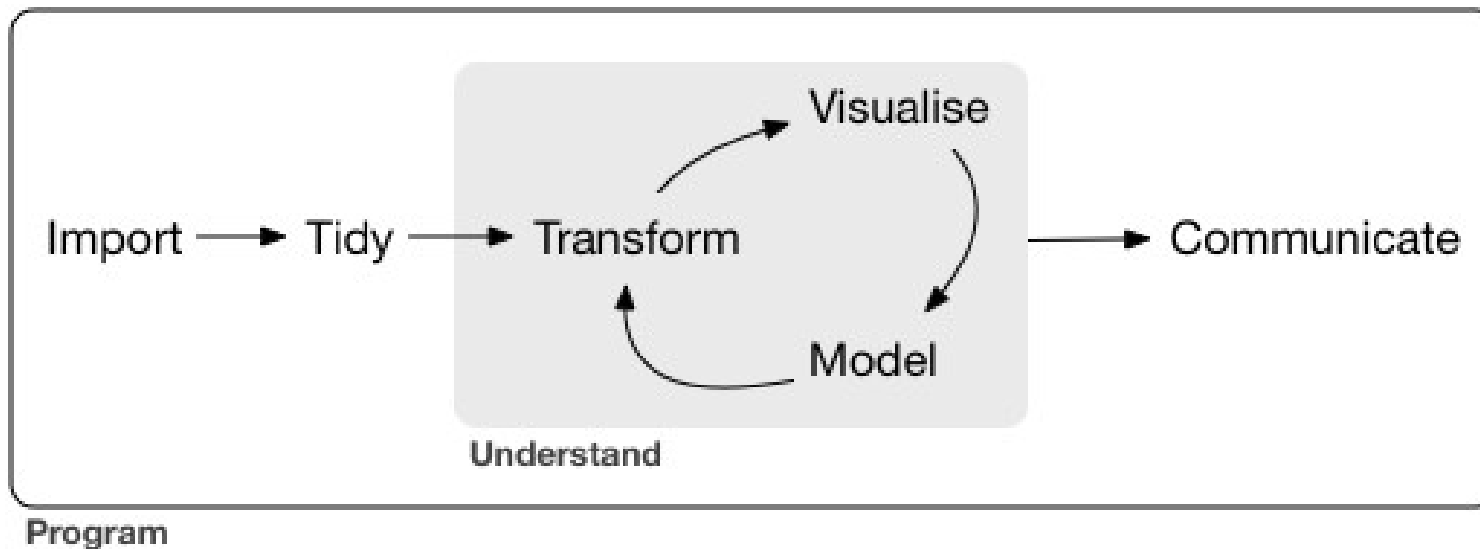 Visualise
Import Tidy Transform Communicate
Model
Understand
Program